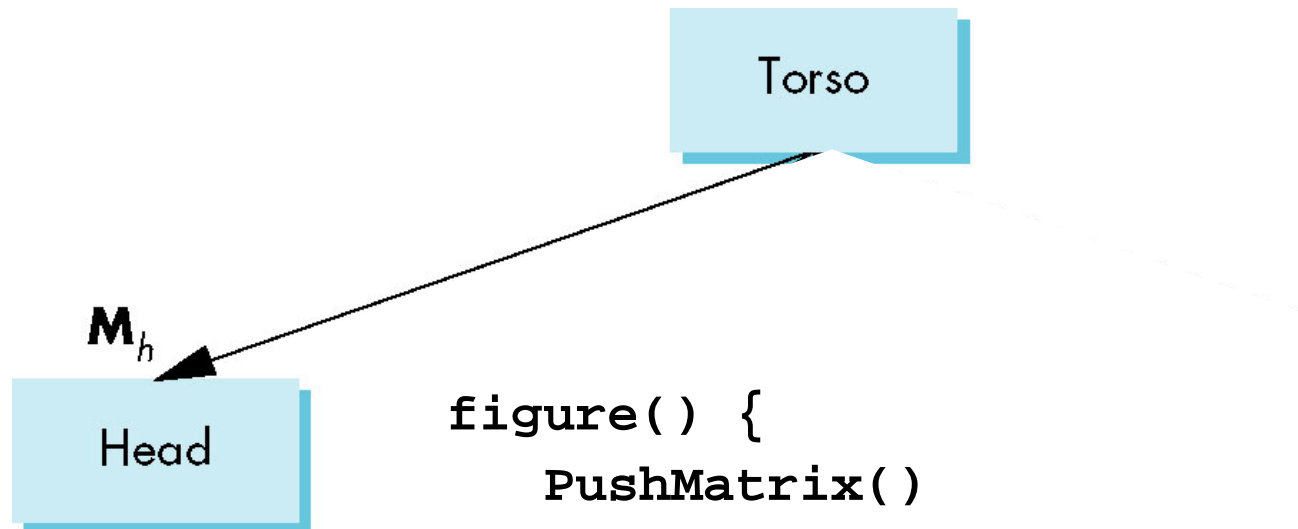 Torso
M_h
Head
figure() {
PushMatrix()